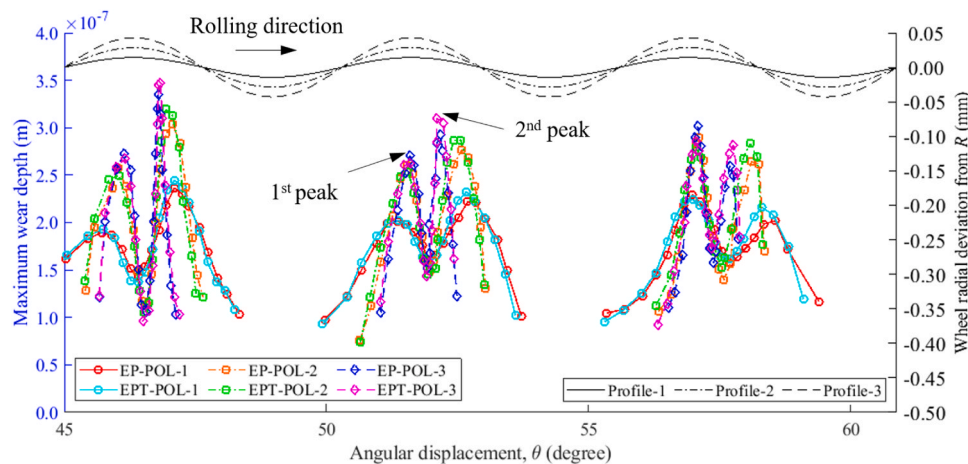 ×10⁻⁷
4.0
3.5
3.0
2.5
2.0
1.5
1.0
0.5
0.0
Maximum wear depth (m)
Rolling direction
1st peak
2nd peak
0.05
0.00
-0.05
-0.10
-0.15
-0.20
-0.25
-0.30
-0.35
-0.40
-0.45
-0.50
Wheel radial deviation from R (mm)
EP-POL-1 EP-POL-2 EP-POL-3
EPT-POL-1 EPT-POL-2 EPT-POL-3
Profile-1 Profile-2 Profile-3
45 50 55 60
Angular displacement, θ (degree)